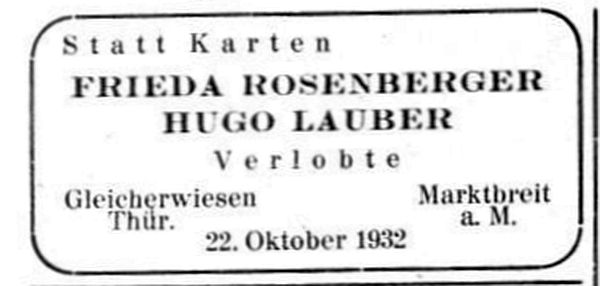 Statt Karten
FRIEDA ROSENBERGER
HUGO LAUBER
Verlobte
Gleicherwiesen
Thür.
Marktbreit
a. M.
22. Oktober 1932